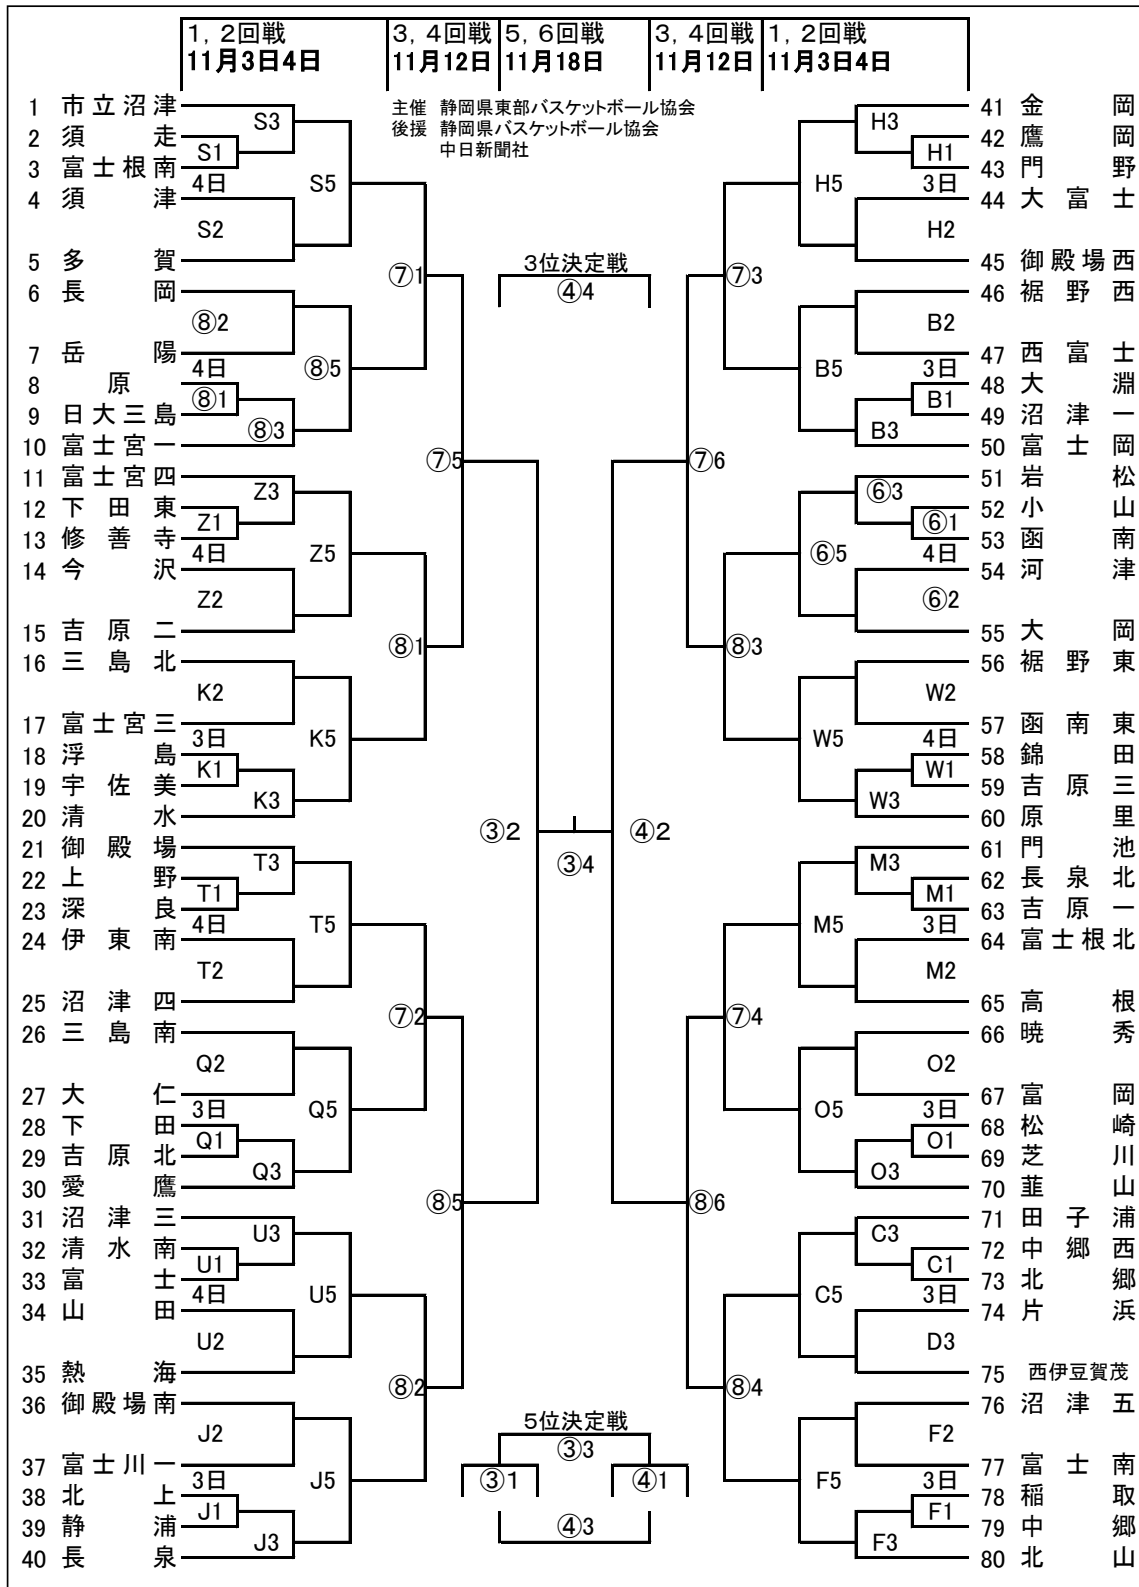 1，2回戦 3，4回戦 5，6回戦 3，4回戦 1，2回戦
11月3日4日 11月12日 11月18日 11月12日 11月3日4日
主催 静岡県東部バスケットボール協会
後援 静岡県バスケットボール協会
中日新聞社
1 市立沼津
S3
2 須走
S1
3 富士根南
4日
S5
4 須津
S2
5 多賀
⑦1
6 長岡
⑧2
7 岳陽
4日
⑧5
8 原
⑧1
9 日大三島
⑧3
10 富士宮一
⑦5
11 富士宮四
Z3
12 下田東
Z1
13 修善寺
4日
Z5
14 今沢
Z2
15 吉原二
⑧1
16 三島北
K2
17 富士宮三
3日
K5
18 浮島
K1
19 宇佐美
K3
20 清水
③2
21 御殿場
T3
22 上野
T1
23 深良
4日
T5
24 伊東南
T2
25 沼津四
⑦2
26 三島南
Q2
27 大仁
3日
Q5
28 下田
Q1
29 吉原北
Q3
30 愛鷹
⑧5
31 沼津三
U3
32 清水南
U1
33 富士
4日
U5
34 山田
U2
35 熱海
⑧2
36 御殿場南
J2
37 富士川一
3日
J5
38 北上
J1
39 静浦
J3
40 長泉
3位決定戦
④4
③4
5位決定戦
③3
③1
④1
④3
41 金岡
H3
42 鷹岡
H1
43 門野
3日
H5
44 大富士
H2
45 御殿場西
⑦3
46 裾野西
B2
47 西富士
3日
B5
48 大淵
B1
49 沼津一
B3
50 富士岡
⑦6
51 岩松
⑥3
52 小山
⑥1
53 函南
4日
⑥5
54 河津
⑥2
55 大岡
⑧3
56 裾野東
W2
57 函南東
4日
W5
58 錦田
W1
59 吉原三
W3
60 原里
④2
61 門池
M3
62 長泉北
M1
63 吉原一
3日
M5
64 富士根北
M2
65 高根
⑦4
66 暁秀
O2
67 富岡
3日
O5
68 松崎
O1
69 芝川
O3
70 韮山
⑧6
71 田子浦
C3
72 中郷西
C1
73 北郷
3日
C5
74 片浜
D3
75 西伊豆賀茂
⑧4
76 沼津五
F2
77 富士南
3日
F5
78 稲取
F1
79 中郷
F3
80 北山